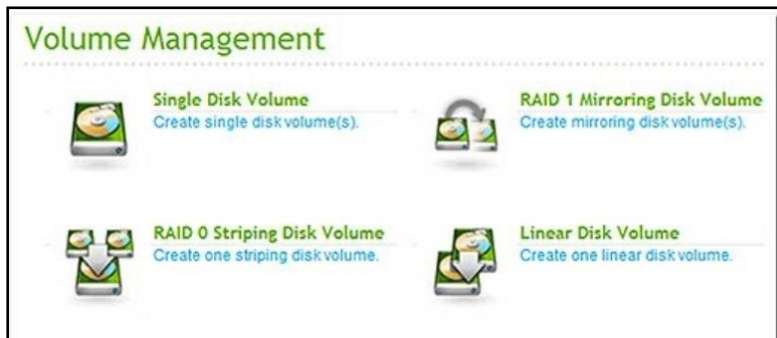 Volume Management
Single Disk Volume
Create single disk volume(s).
RAID 1 Mirroring Disk Volume
Create mirroring disk volume(s).
RAID 0 Striping Disk Volume
Create one striping disk volume.
Linear Disk Volume
Create one linear disk volume.